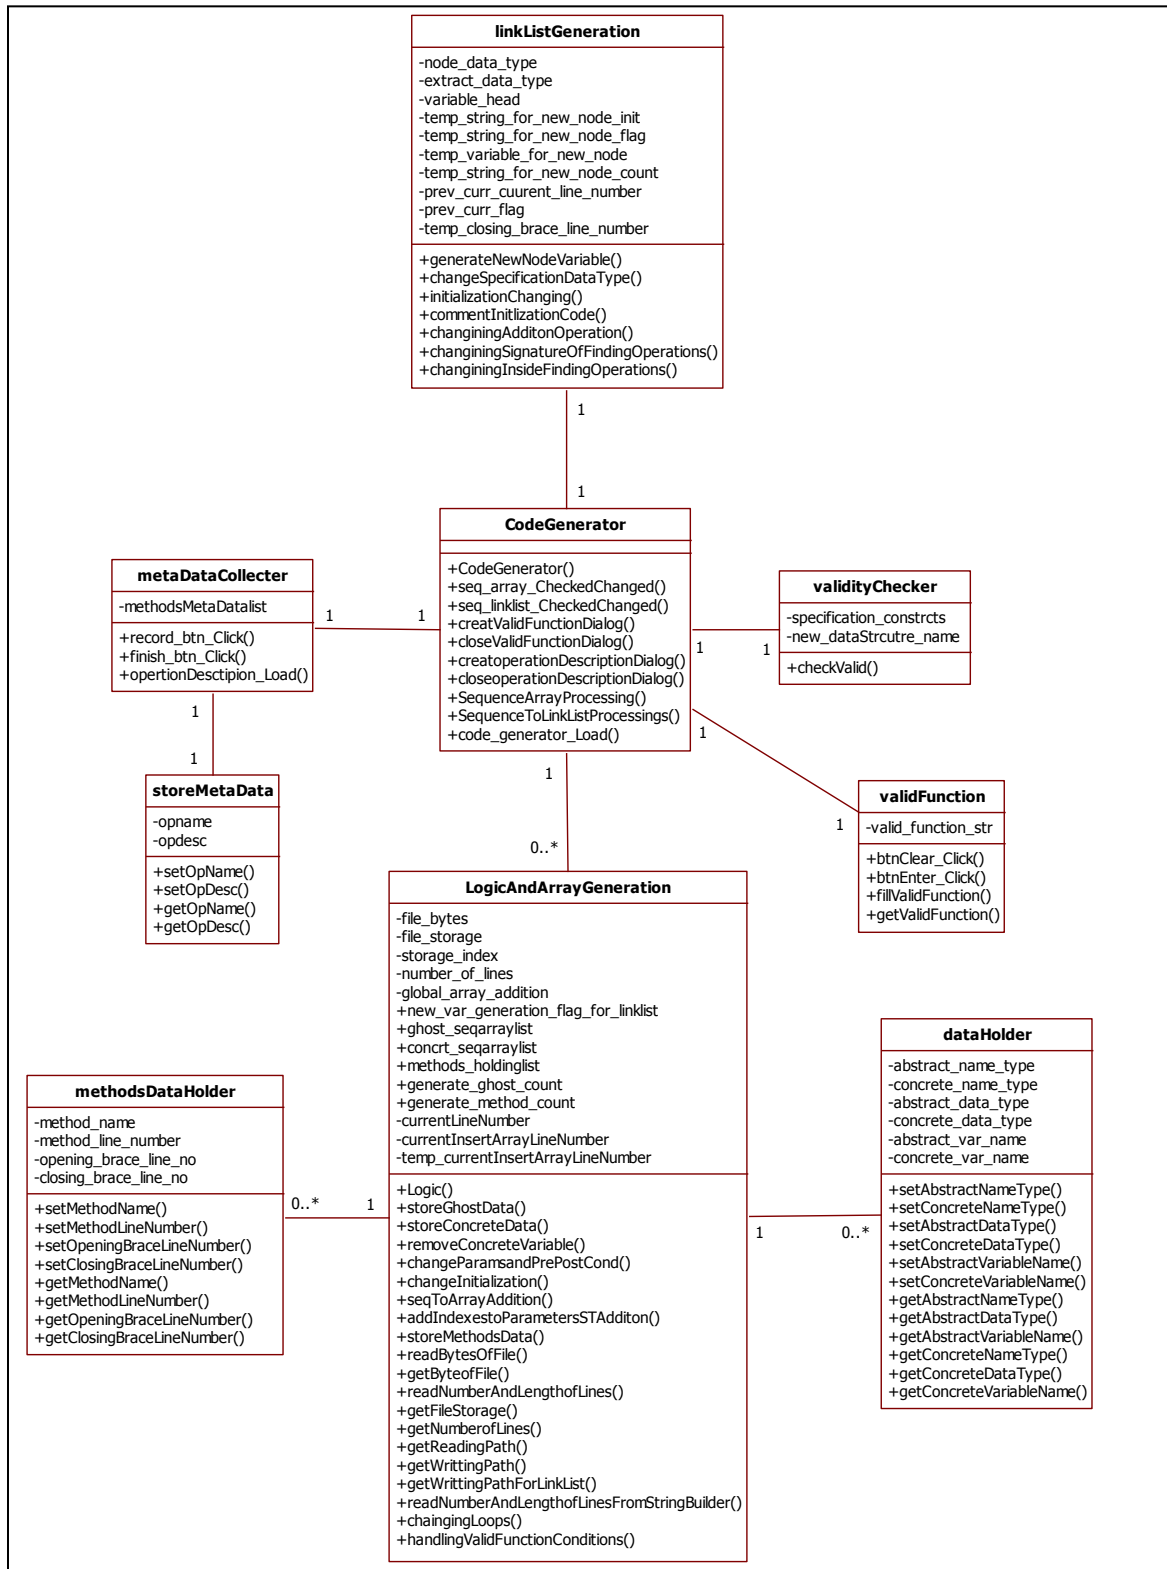 linkListGeneration
-node_data_type
-extract_data_type
-variable_head
-temp_string_for_new_node_init
-temp_string_for_new_node_flag
-temp_variable_for_new_node
-temp_string_for_new_node_count
-prev_curr_cuurent_line_number
-prev_curr_flag
-temp_closing_brace_line_number
+generateNewNodeVariable()
+changeSpecificationDataType()
+initializationChanging()
+commentInitlizationCode()
+changiningAdditonOperation()
+changiningSignatureOfFindingOperations()
+changiningInsideFindingOperations()
1
1
CodeGenerator
+CodeGenerator()
+seq_array_CheckedChanged()
+seq_linklist_CheckedChanged()
+creatValidFunctionDialog()
+closeValidFunctionDialog()
+creatoperationDescriptionDialog()
+closeoperationDescriptionDialog()
+SequenceArrayProcessing()
+SequenceToLinkListProcessings()
+code_generator_Load()
metaDataCollecter
-methodsMetaDatalist
+record_btn_Click()
+finish_btn_Click()
+opertionDesctipion_Load()
1
1
validityChecker
-specification_constrcts
-new_dataStrcutre_name
+checkValid()
1
1
1
1
storeMetaData
-opname
-opdesc
+setOpName()
+setOpDesc()
+getOpName()
+getOpDesc()
1
1
validFunction
-valid_function_str
+btnClear_Click()
+btnEnter_Click()
+fillValidFunction()
+getValidFunction()
1
0..*
LogicAndArrayGeneration
-file_bytes
-file_storage
-storage_index
-number_of_lines
-global_array_addition
+new_var_generation_flag_for_linklist
+ghost_seqarraylist
+concrt_seqarraylist
+methods_holdinglist
+generate_ghost_count
+generate_method_count
-currentLineNumber
-currentInsertArrayLineNumber
-temp_currentInsertArrayLineNumber
+Logic()
+storeGhostData()
+storeConcreteData()
+removeConcreteVariable()
+changeParamsandPrePostCond()
+changeInitialization()
+seqToArrayAddition()
+addIndexestoParametersSTAdditon()
+storeMethodsData()
+readBytesOfFile()
+getByteofFile()
+readNumberAndLengthofLines()
+getFileStorage()
+getNumberofLines()
+getReadingPath()
+getWrittingPath()
+getWrittingPathForLinkList()
+readNumberAndLengthofLinesFromStringBuilder()
+chaingingLoops()
+handlingValidFunctionConditions()
methodsDataHolder
-method_name
-method_line_number
-opening_brace_line_no
-closing_brace_line_no
+setMethodName()
+setMethodLineNumber()
+setOpeningBraceLineNumber()
+setClosingBraceLineNumber()
+getMethodName()
+getMethodLineNumber()
+getOpeningBraceLineNumber()
+getClosingBraceLineNumber()
0..*
1
dataHolder
-abstract_name_type
-concrete_name_type
-abstract_data_type
-concrete_data_type
-abstract_var_name
-concrete_var_name
+setAbstractNameType()
+setConcreteNameType()
+setAbstractDataType()
+setConcreteDataType()
+setAbstractVariableName()
+setConcreteVariableName()
+getAbstractNameType()
+getAbstractDataType()
+getAbstractVariableName()
+getConcreteNameType()
+getConcreteDataType()
+getConcreteVariableName()
1
0..*